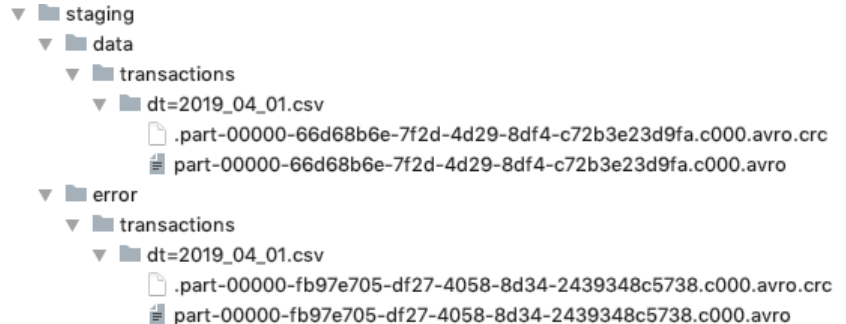 staging
data
transactions
dt=2019_04_01.csv
.part-00000-66d68b6e-7f2d-4d29-8df4-c72b3e23d9fa.c000.avro.crc
part-00000-66d68b6e-7f2d-4d29-8df4-c72b3e23d9fa.c000.avro
error
transactions
dt=2019_04_01.csv
.part-00000-fb97e705-df27-4058-8d34-2439348c5738.c000.avro.crc
part-00000-fb97e705-df27-4058-8d34-2439348c5738.c000.avro